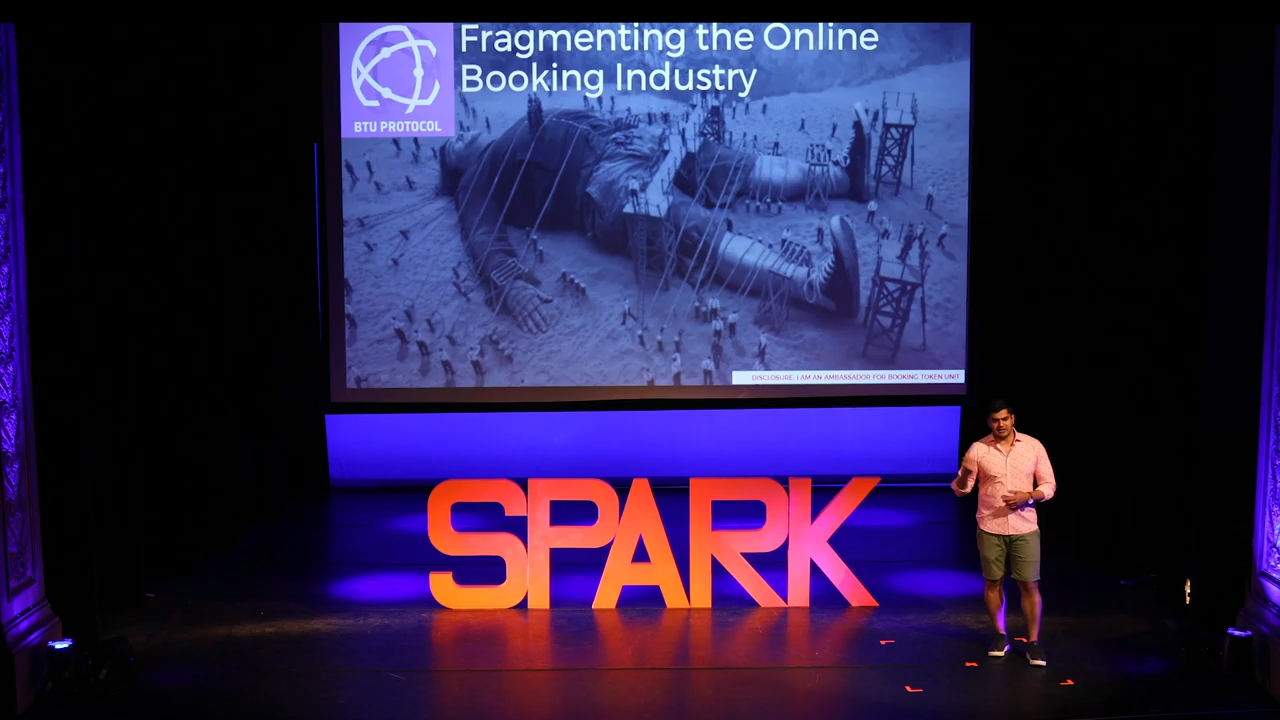 Fragmenting the Online
Booking Industry
BTU PROTOCOL
DISCLOSURE: I AM AN AMBASSADOR FOR BOOKING TOKEN UNIT
SPARK